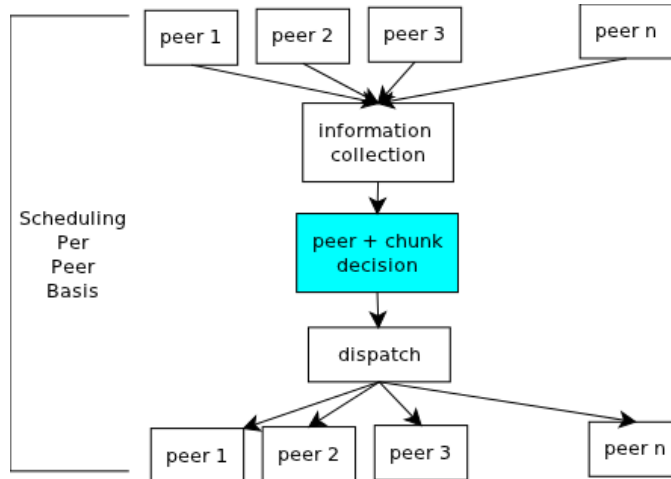 peer 1
peer 2
peer 3
peer n
information
collection
Scheduling
Per
Peer
Basis
peer + chunk
decision
dispatch
peer 1
peer 2
peer 3
peer n